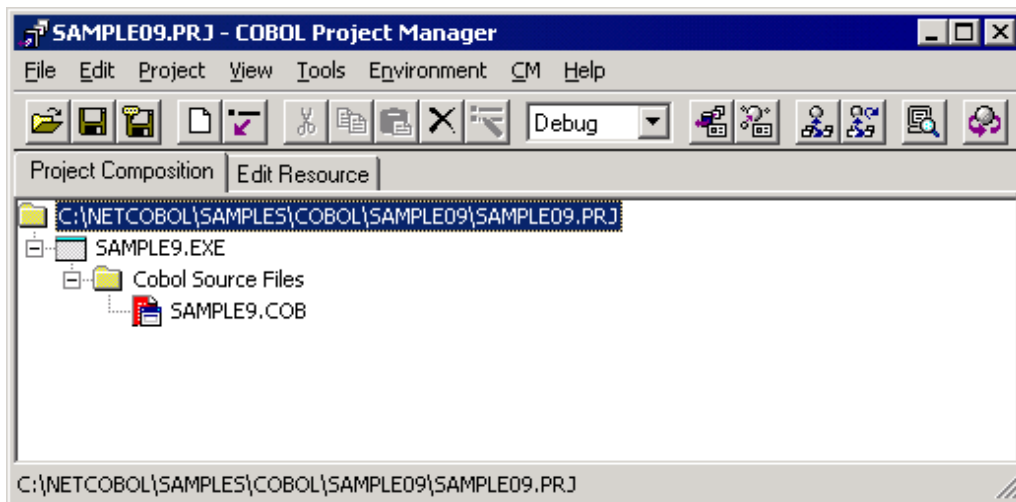 SAMPLE09.PRJ - COBOL Project Manager
File Edit Project View Tools Environment CM Help
Debug
Project Composition Edit Resource
C:\NETCOBOL\SAMPLES\COBOL\SAMPLE09\SAMPLE09.PRJ
SAMPLE9.EXE
Cobol Source Files
SAMPLE9.COB
C:\NETCOBOL\SAMPLES\COBOL\SAMPLE09\SAMPLE09.PRJ